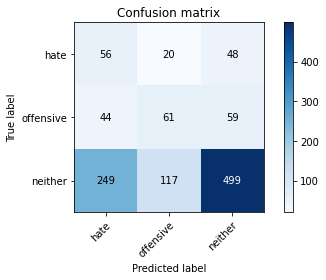 Confusion matrix
hate 56 20 48
offensive 44 61 59
neither 249 117 499
hate offensive neither
True label
Predicted label
400
300
200
100